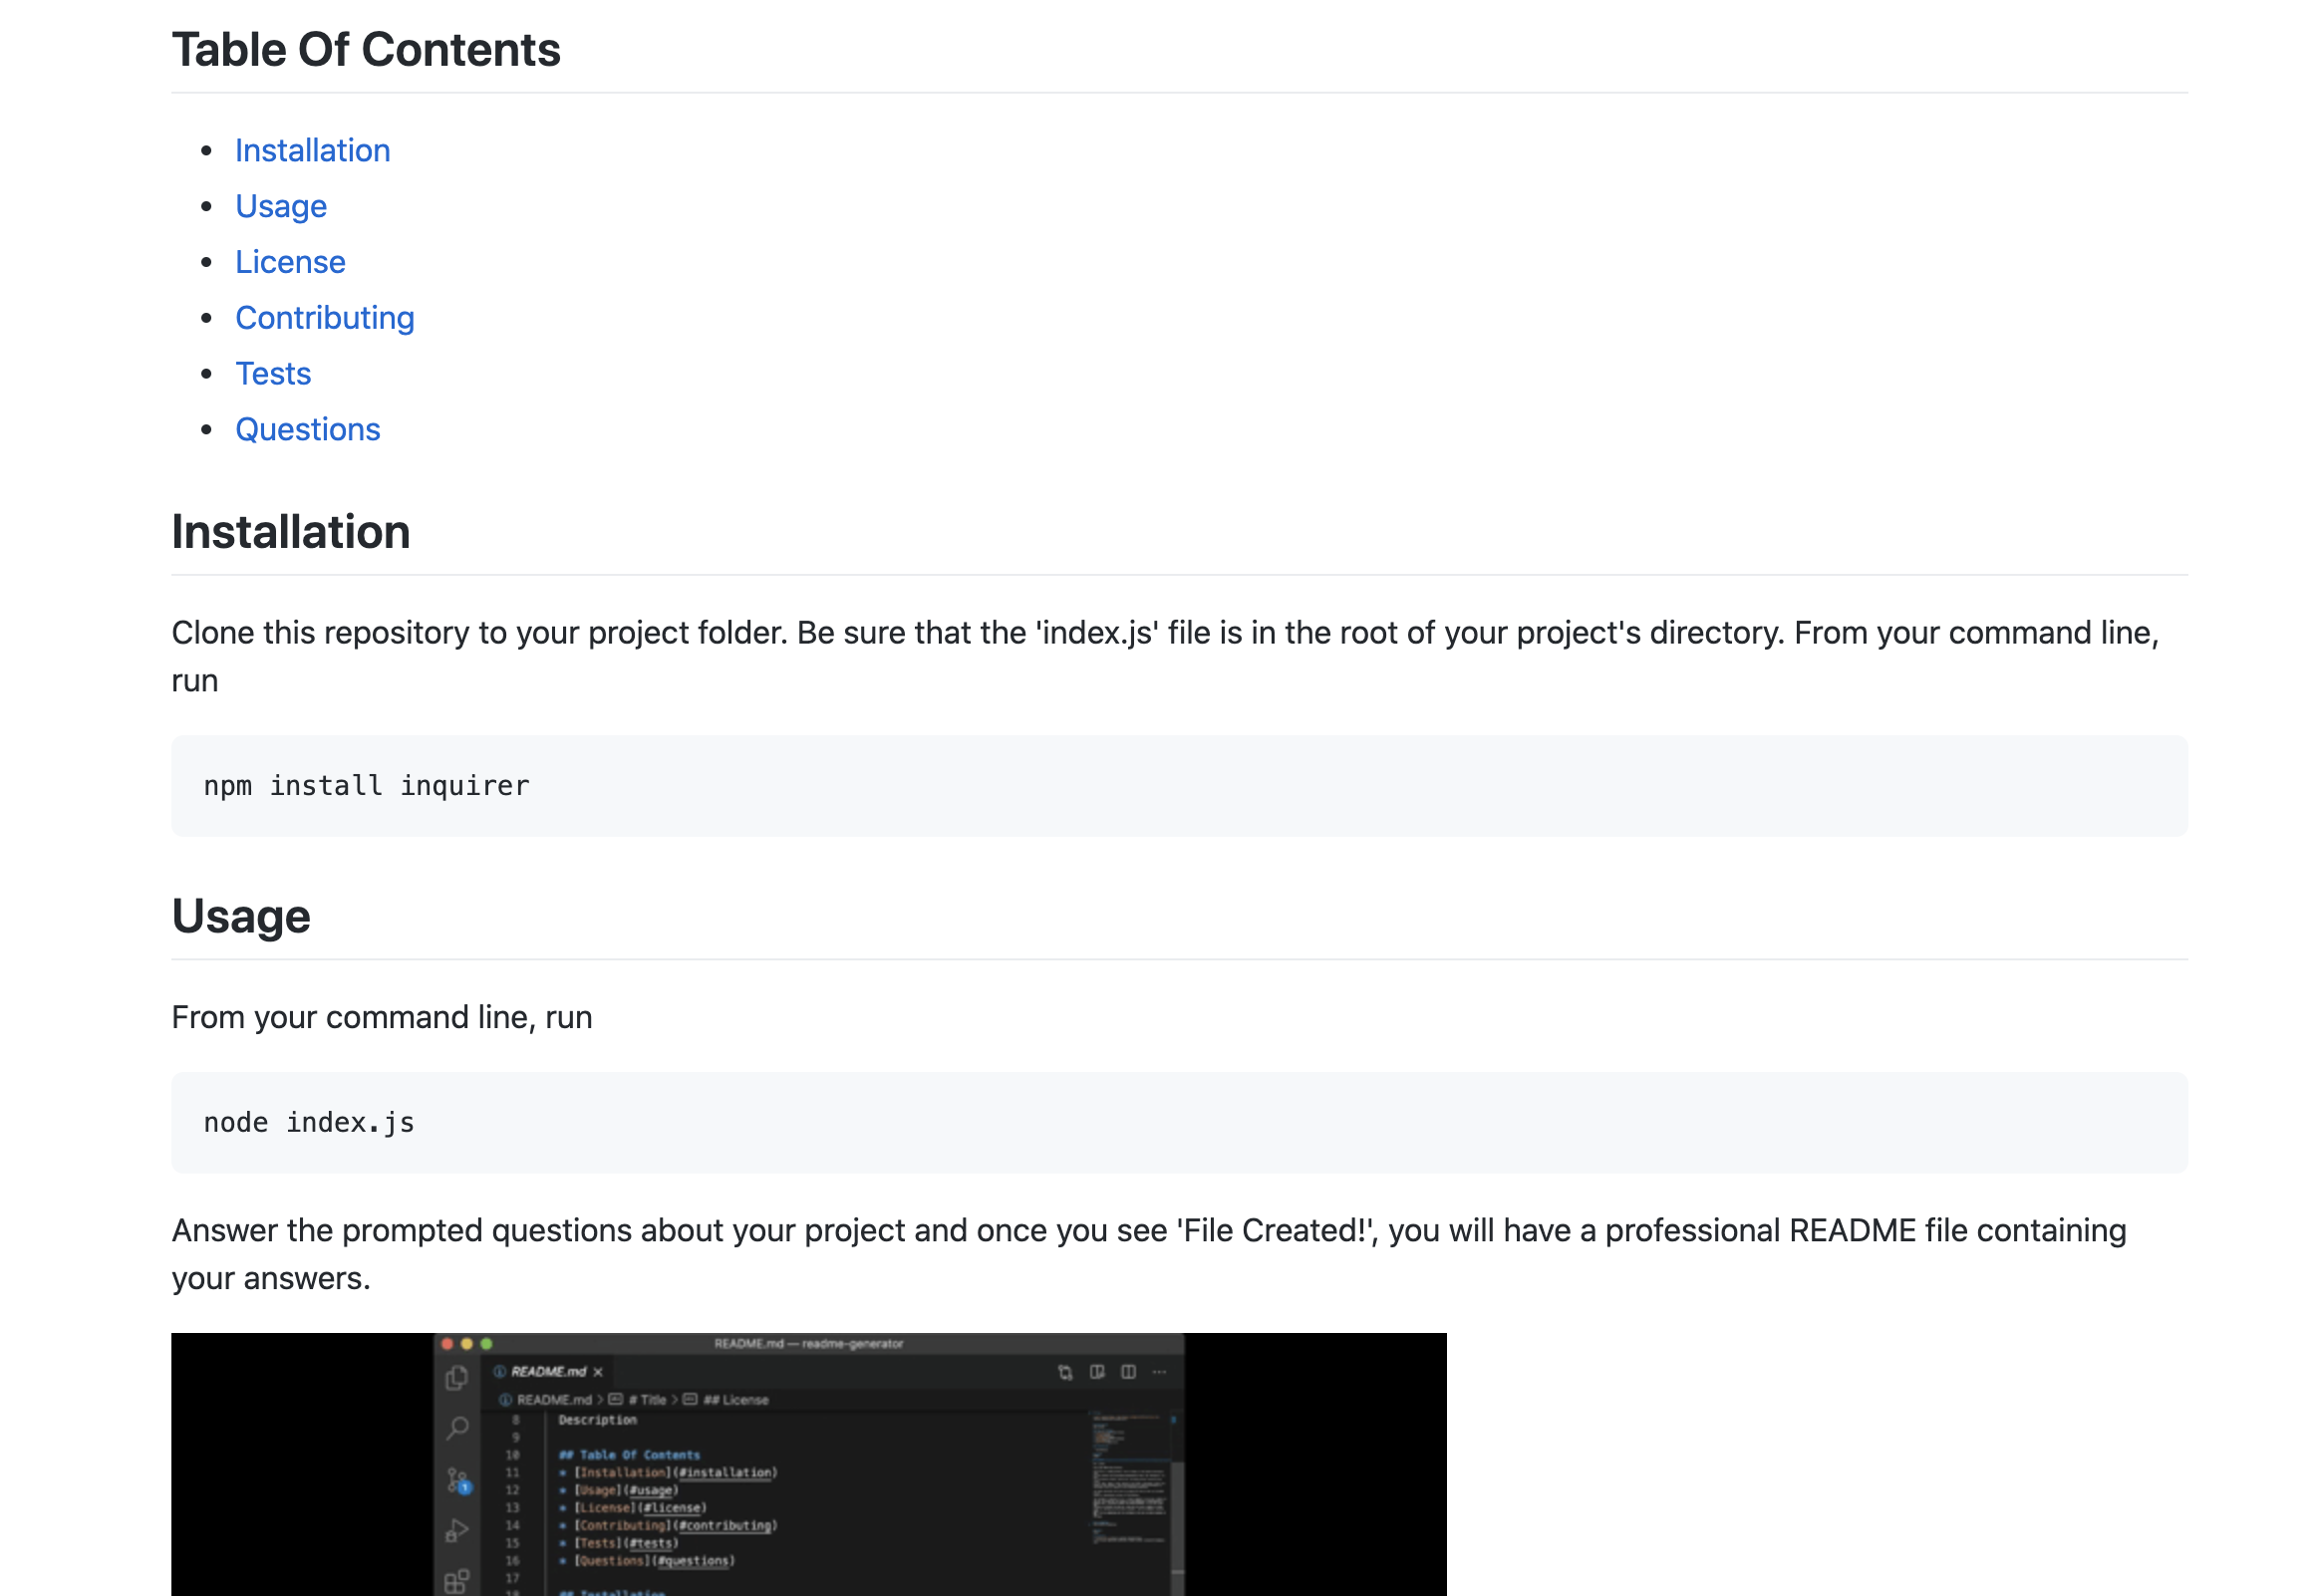 Table Of Contents
Installation
Usage
License
Contributing
Tests
Questions
Installation
Clone this repository to your project folder. Be sure that the 'index.js' file is in the root of your project's directory. From your command line,
run
npm install inquirer
Usage
From your command line, run
node index.js
Answer the prompted questions about your project and once you see 'File Created!', you will have a professional README file containing
your answers.
README.md — readme-generator
README.md
README.md > # Title > ## License
8 Description
9
10 ## Table Of Contents
11 * [Installation](#installation)
12 * [Usage](#usage)
13 * [License](#license)
14 * [Contributing](#contributing)
15 * [Tests](#tests)
16 * [Questions](#questions)
17
18 ## Installation